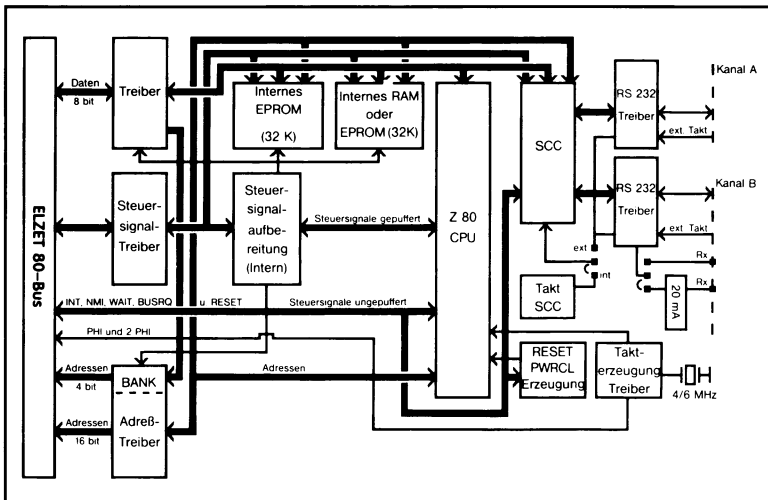 ELZET 80-Bus
Daten
8 bit
Treiber
Internes
EPROM
(32 K)
Internes RAM
oder
EPROM (32K)
Z 80
CPU
SCC
RS 232
Treiber
Kanal A
ext. Takt
RS 232
Treiber
Kanal B
ext. Takt
Steuer-
signal-
Treiber
Steuer-
signalauf-
bereitung
(Intern)
Steuersignale gepuffert
ext
int
Takt
SCC
20 mA
Rx
Rx
INT, NMI, WAIT, BUSRQ u. RESET
Steuersignale ungepuffert
PHI und 2 PHI
Adressen
4 bit
BANK
Adressen
Adressen
16 bit
Adreß-
Treiber
RESET
PWRCL
Erzeugung
Takt-
erzeugung
Treiber
4/6 MHz